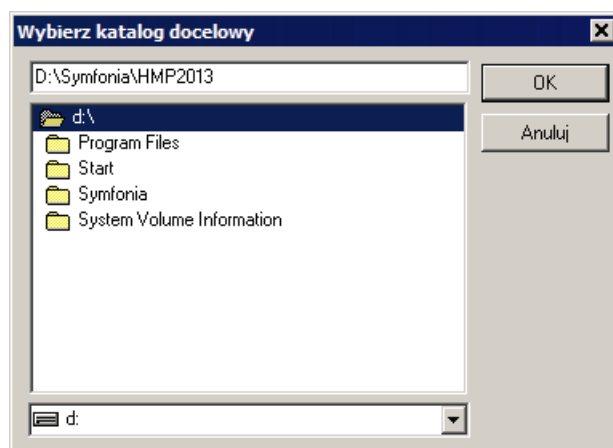 Wybierz katalog docelowy
D:\Symfonia\HMP2013
OK
Anuluj
d:\
Program Files
Start
Symfonia
System Volume Information
d: